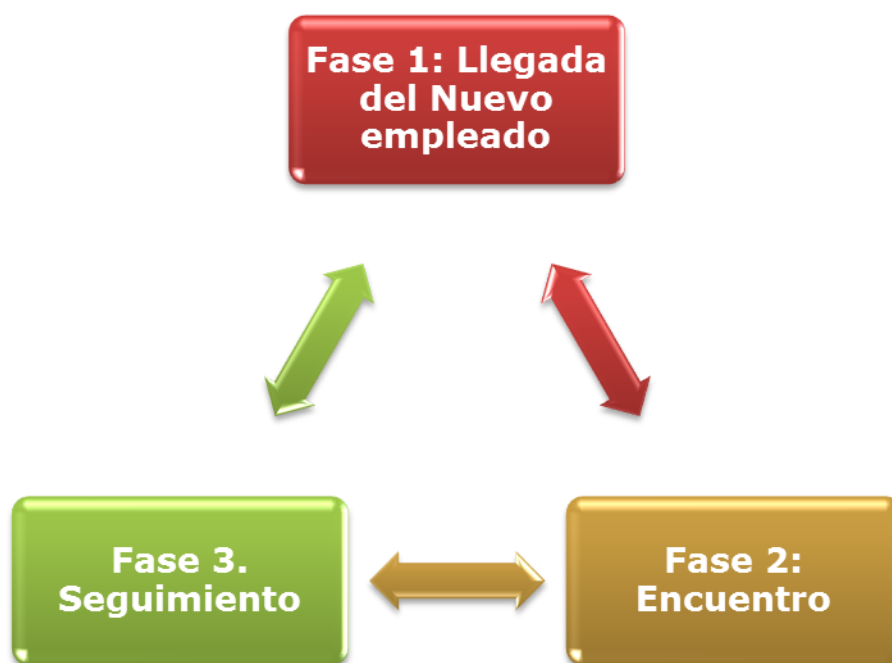 Fase 1: Llegada
del Nuevo
empleado
Fase 3.
Seguimiento
Fase 2:
Encuentro